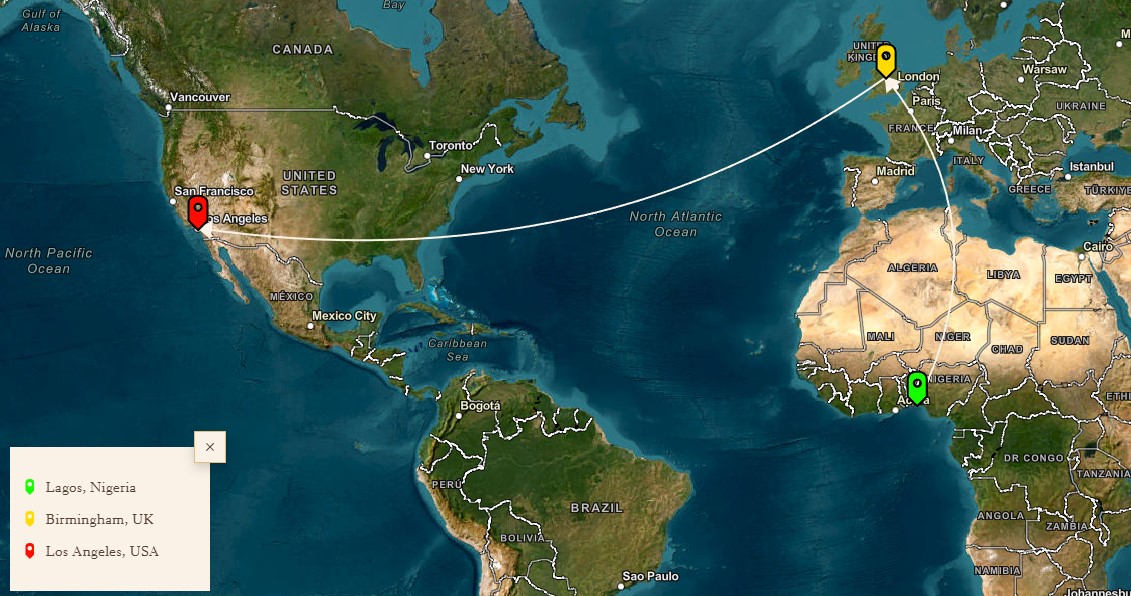 Gulf of
Alaska
Bay
CANADA
UNITED
KINGD
London
Warsaw
Paris
UKRAINE
Vancouver
FRANCE
Milan
Toronto
ITALY
Istanbul
New York
Madrid
UNITED
STATES
GREECE
TÜRKIYE
San Francisco
os Angeles
North Atlantic
Ocean
North Pacific
Ocean
Cairo
ALGERIA
LIBYA
EGYPT
MÉXICO
Mexico City
MALI
NIGER
CHAD
SUDAN
Caribbean
Sea
NIGERIA
ETHI
Bogotá
DR CONGO
TANZANIA
PERÚ
BRAZIL
ANGOLA
ZAMBIA
BOLIVIA
NAMIBIA
Sao Paulo
Johannesbu
×
Lagos, Nigeria
Birmingham, UK
Los Angeles, USA